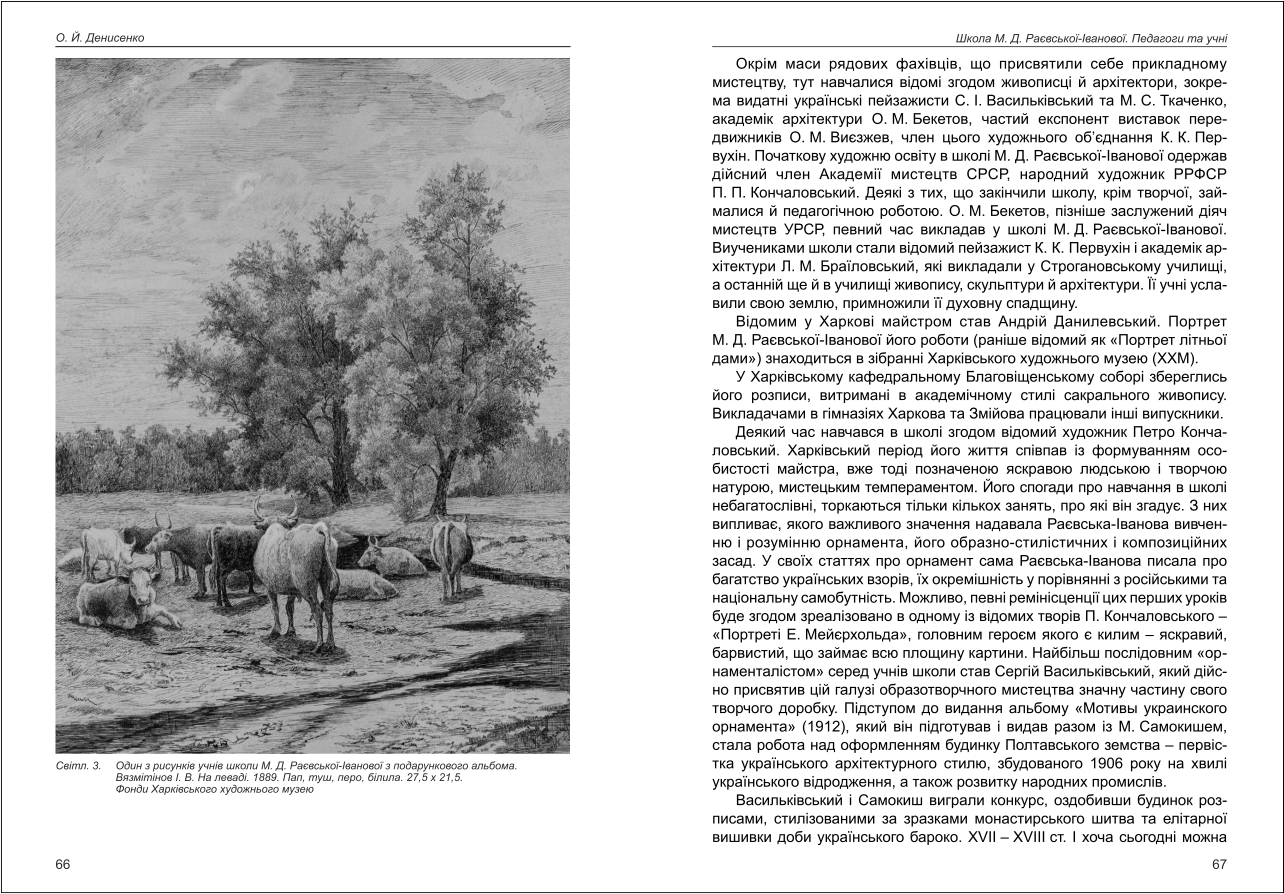 О. Й. Денисенко
Світл. 3. Один з рисунків учнів школи М. Д. Раєвської-Іванової з подарункового альбома.
Вязмітінов І. В. На леваді. 1889. Пап, туш, перо, білила. 27,5 х 21,5.
Фонди Харківського художнього музею
66
Школа М. Д. Раєвської-Іванової. Педагоги та учні
Окрім маси рядових фахівців, що присвятили себе прикладному
мистецтву, тут навчалися відомі згодом живописці й архітектори, зокре-
ма видатні українські пейзажисти С. І. Васильківський та М. С. Ткаченко,
академік архітектури О. М. Бекетов, частий експонент виставок пере-
движників О. М. Виєзжев, член цього художнього об’єднання К. К. Пер-
вухін. Початкову художню освіту в школі М. Д. Раєвської-Іванової одержав
дійсний член Академії мистецтв СРСР, народний художник РРФСР
П. П. Кончаловський. Деякі з тих, що закінчили школу, крім творчої, зай-
малися й педагогічною роботою. О. М. Бекетов, пізніше заслужений діяч
мистецтв УРСР, певний час викладав у школі М. Д. Раєвської-Іванової.
Виучениками школи стали відомий пейзажист К. К. Первухін і академік ар-
хітектури Л. М. Браїловський, які викладали у Строгановському училищі,
а останній ще й в училищі живопису, скульптури й архітектури. Її учні усла-
вили свою землю, примножили її духовну спадщину.
Відомим у Харкові майстром став Андрій Данилевський. Портрет
М. Д. Раєвської-Іванової його роботи (раніше відомий як «Портрет літньої
дами») знаходиться в зібранні Харківського художнього музею (ХХМ).
У Харківському кафедральному Благовіщенському соборі збереглись
його розписи, витримані в академічному стилі сакрального живопису.
Викладачами в гімназіях Харкова та Змійова працювали інші випускники.
Деякий час навчався в школі згодом відомий художник Петро Конча-
ловський. Харківський період його життя співпав із формуванням осо-
бистості майстра, вже тоді позначеною яскравою людською і творчою
натурою, мистецьким темпераментом. Його спогади про навчання в школі
небагатослівні, торкаються тільки кількох занять, про які він згадує. З них
випливає, якого важливого значення надавала Раєвська-Іванова вивчен-
ню і розумінню орнамента, його образно-стилістичних і композиційних
засад. У своїх статтях про орнамент сама Раєвська-Іванова писала про
багатство українських взорів, їх окремішність у порівнянні з російськими та
національну самобутність. Можливо, певні ремінісценції цих перших уроків
буде згодом зреалізовано в одному із відомих творів П. Кончаловського –
«Портреті Е. Мейєрхольда», головним героєм якого є килим – яскравий,
барвистий, що займає всю площину картини. Найбільш послідовним «ор-
наменталістом» серед учнів школи став Сергій Васильківський, який дійс-
но присвятив цій галузі образотворчого мистецтва значну частину свого
творчого доробку. Підступом до видання альбому «Мотивы украинского
орнамента» (1912), який він підготував і видав разом із М. Самокишем,
стала робота над оформленням будинку Полтавського земства – первіс-
тка українського архітектурного стилю, збудованого 1906 року на хвилі
українського відродження, а також розвитку народних промислів.
Васильківський і Самокиш виграли конкурс, оздобивши будинок роз-
писами, стилізованими за зразками монастирського шитва та елітарної
вишивки доби українського бароко. XVII – XVIII ст. І хоча сьогодні можна
67